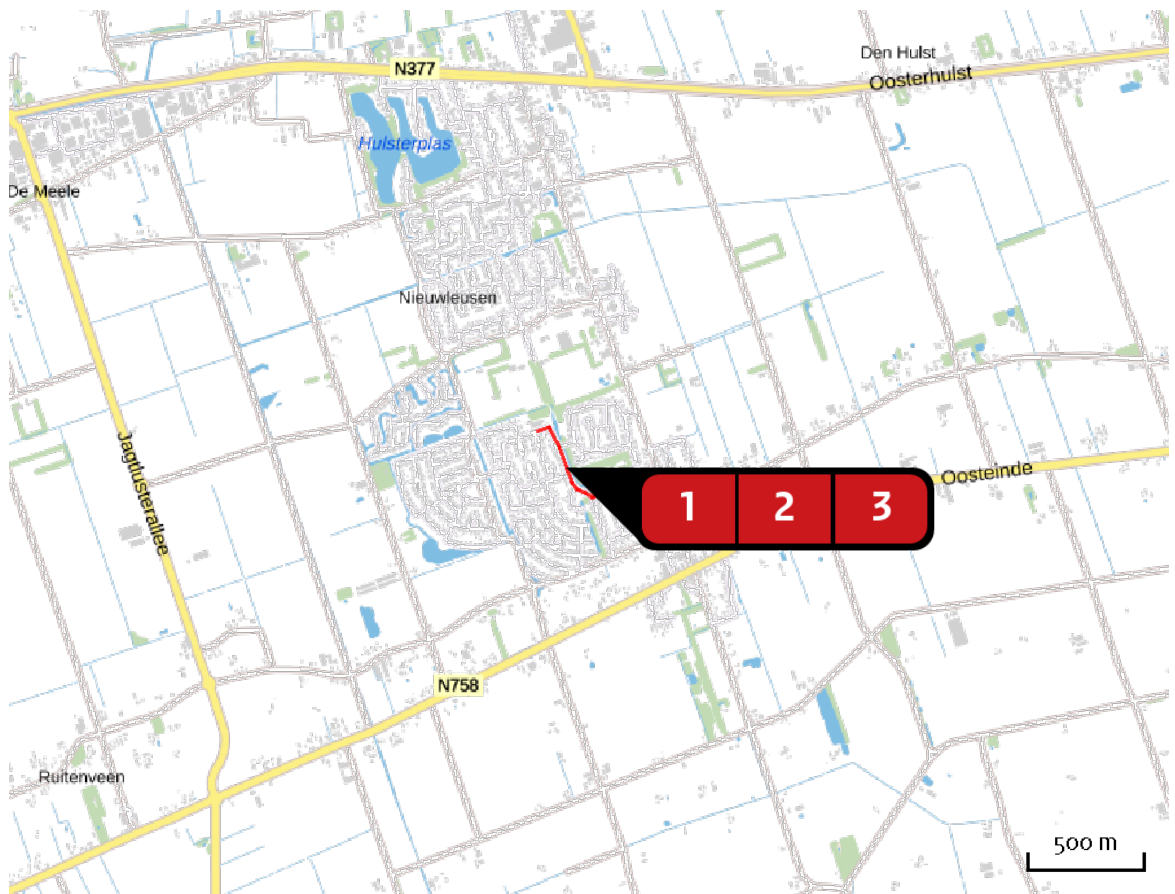 Den Hulst
N377
Oosterhulst
Hulsterplas
De Meele
Nieuwleusen
Jagtlusterallee
Oosteinde
1 2 3
N758
Ruitenveen
500 m